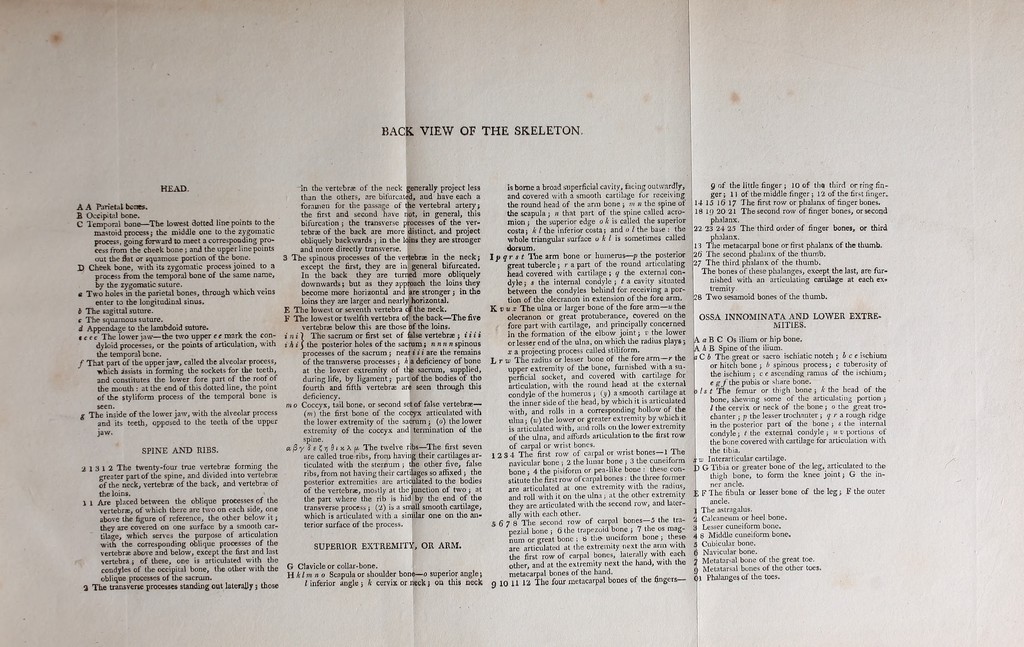 BACK VIEW OF THE SKELETON.
HEAD.
A A Parietal bones.
B Occipital bone.
C Temporal bone—The lowest dotted line points to the
mastoid process; the middle one to the zygomatic
process, going forward to meet a corresponding pro-
cess from the cheek bone; and the upper line points
out the flat or squamose portion of the bone.
D Cheek bone, with its zygomatic process joined to a
process from the temporal bone of the same name,
by the zygomatic suture.
a Two holes in the parietal bones, through which veins
enter to the longitudinal sinus.
b The sagittal suture.
c The squamous suture.
d Appendage to the lambdoid suture.
e e e e The lower jaw—the two upper e e mark the con-
dyloid processes, or the points of articulation, with
the temporal bone.
f That part of the upper jaw, called the alveolar process,
which assists in forming the sockets for the teeth,
and constitutes the lower fore part of the roof of
the mouth: at the end of this dotted line, the point
of the styliform process of the temporal bone is
seen.
g The inside of the lower jaw, with the alveolar process
and its teeth, opposed to the teeth of the upper
jaw.
SPINE AND RIBS.
2 1 3 1 2 The twenty-four true vertebræ forming the
greater part of the spine, and divided into vertebræ
of the neck, vertebræ of the back, and vertebræ of
the loins.
1 1 Are placed between the oblique processes of the
vertebræ, of which there are two on each side, one
above the figure of reference, the other below it;
they are covered on one surface by a smooth car-
tilage, which serves the purpose of articulation
with the corresponding oblique processes of the
vertebræ above and below, except the first and last
vertebra; of these, one is articulated with the
condyles of the occipital bone, the other with the
oblique processes of the sacrum.
2 The transverse processes standing out laterally; those
in the vertebræ of the neck generally project less
than the others, are bifurcated, and have each a
foramen for the passage of the vertebral artery;
the first and second have not, in general, this
bifurcation; the transverse processes of the ver-
tebræ of the back are more distinct, and project
obliquely backwards; in the loins they are stronger
and more directly transverse.
3 The spinous processes of the vertebræ in the neck;
except the first, they are in general bifurcated.
In the back they are turned more obliquely
downwards; but as they approach the loins they
become more horizontal and are stronger; in the
loins they are larger and nearly horizontal.
E The lowest or seventh vertebra of the neck.
F The lowest or twelfth vertebra of the back—The five
vertebræ below this are those of the loins.
i n i } The sacrum or first set of false vertebræ; i i i i
i h i } the posterior holes of the sacrum; n n n spinous
processes of the sacrum; near i i i are the remains
of the transverse processes; h a deficiency of bone
at the lower extremity of the sacrum, supplied,
during life, by ligament; part of the bodies of the
fourth and fifth vertebræ are seen through this
deficiency.
m o Coccyx, tail bone, or second set of false vertebræ—
(m) the first bone of the coccyx articulated with
the lower extremity of the sacrum; (o) the lower
extremity of the coccyx and termination of the
spine.
α β γ δ ε ζ η θ ι κ λ μ The twelve ribs—The first seven
are called true ribs, from having their cartilages ar-
ticulated with the sternum; the other five, false
ribs, from not having their cartilages so affixed; the
posterior extremities are articulated to the bodies
of the vertebræ, mostly at the junction of two; at
the part where the rib is hid by the end of the
transverse process; (2) is a small smooth cartilage,
which is articulated with a similar one on the an-
terior surface of the process.
SUPERIOR EXTREMITY, OR ARM.
G Clavicle or collar-bone.
H k l m n o Scapula or shoulder bone—o superior angle;
l inferior angle; k cervix or neck; on this neck
is borne a broad superficial cavity, facing outwardly,
and covered with a smooth cartilage for receiving
the round head of the arm bone; m n the spine of
the scapula; n that part of the spine called acro-
mion; the superior edge o k is called the superior
costa; k l the inferior costa; and o l the base: the
whole triangular surface o k l is sometimes called
dorsum.
I p q r s t The arm bone or humerus—p the posterior
great tubercle; r a part of the round articulating
head covered with cartilage; q the external con-
dyle; s the internal condyle; t a cavity situated
between the condyles behind for receiving a por-
tion of the olecranon in extension of the fore arm.
K v u x The ulna or larger bone of the fore arm—u the
olecranon or great protuberance, covered on the
fore part with cartilage, and principally concerned
in the formation of the elbow joint; v the lower
or lesser end of the ulna, on which the radius plays;
x a projecting process called stiliform.
L r w The radius or lesser bone of the fore arm—r the
upper extremity of the bone, furnished with a su-
perficial socket, and covered with cartilage for
articulation, with the round head at the external
condyle of the humerus; (y) a smooth cartilage at
the inner side of the head, by which it is articulated
with, and rolls in a corresponding hollow of the
ulna; (w) the lower or greater extremity by which it
is articulated with, and rolls on the lower extremity
of the ulna, and affords articulation to the first row
of carpal or wrist bones.
1 2 3 4 The first row of carpal or wrist bones—1 The
navicular bone; 2 the lunar bone; 3 the cuneiform
bone; 4 the pisiform or pea-like bone: these con-
stitute the first row of carpal bones: the three former
are articulated at one extremity with the radius,
and roll with it on the ulna; at the other extremity
they are articulated with the second row, and later-
ally with each other.
5 6 7 8 The second row of carpal bones—5 the tra-
pezial bone; 6 the trapezoid bone; 7 the os mag-
num or great bone; 8 the unciform bone; these
are articulated at the extremity next the arm with
the first row of carpal bones, laterally with each
other, and at the extremity next the hand, with the
metacarpal bones of the hand.
9 10 11 12 The four metacarpal bones of the fingers—
9 of the little finger; 10 of the third or ring fin-
ger; 11 of the middle finger; 12 of the first finger.
14 15 16 17 The first row or phalanx of finger bones.
18 19 20 21 The second row of finger bones, or second
phalanx.
22 23 24 25 The third order of finger bones, or third
phalanx.
13 The metacarpal bone or first phalanx of the thumb.
26 The second phalanx of the thumb.
27 The third phalanx of the thumb.
The bones of these phalanges, except the last, are fur-
nished with an articulating cartilage at each ex-
tremity
28 Two sesamoid bones of the thumb.
OSSA INNOMINATA AND LOWER EXTRE-
MITIES.
A a B C Os ilium or hip bone.
A b B Spine of the ilium.
a C b The great or sacro ischiatic notch; b c e ischium
or hitch bone; b spinous process; c tuberosity of
the ischium; c e ascending ramus of the ischium;
e g f the pubis or share bone.
o l s t The femur or thigh bone; k the head of the
bone, shewing some of the articulating portion;
l the cervix or neck of the bone; o the great tro-
chanter; p the lesser trochanter; q r a rough ridge
in the posterior part of the bone; s the internal
condyle; t the external condyle; u v portions of
the bone covered with cartilage for articulation with
the tibia.
w Interarticular cartilage.
D G Tibia or greater bone of the leg, articulated to the
thigh bone, to form the knee joint; G the in-
ner ancle.
E F The fibula or lesser bone of the leg; F the outer
ancle.
1 The astragalus.
2 Calcaneum or heel bone.
3 Lesser cuneiform bone.
4 8 Middle cuneiform bone.
5 Cubicular bone.
6 Navicular bone.
7 Metatarsal bone of the great toe.
9 Metatarsal bones of the other toes.
Phalanges of the toes.